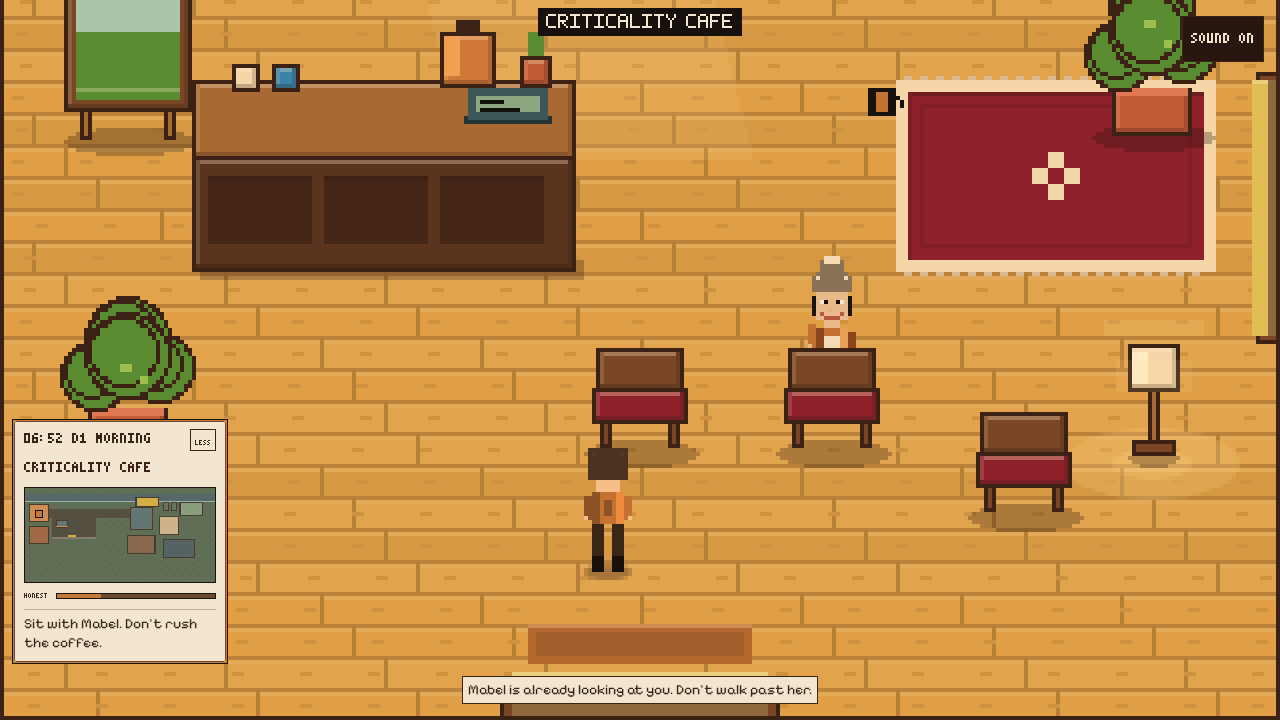 CRITICALITY CAFE
SOUND ON
06:52 D1 MORNING
LESS
CRITICALITY CAFE
HONEST
Sit with Mabel. Don't rush
the coffee.
Mabel is already looking at you. Don't walk past her.